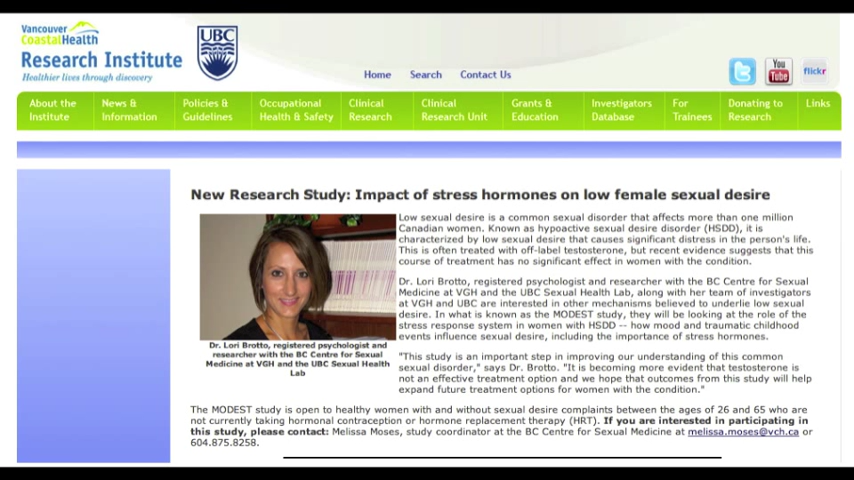 Vancouver
CoastalHealth
Research Institute
Healthier lives through discovery
UBC
Home Search Contact Us
You
Tube
flickr
About the Institute
News & Information
Policies & Guidelines
Occupational Health & Safety
Clinical Research
Clinical Research Unit
Grants & Education
Investigators Database
For Trainees
Donating to Research
Links
New Research Study: Impact of stress hormones on low female sexual desire
Low sexual desire is a common sexual disorder that affects more than one million
Canadian women. Known as hypoactive sexual desire disorder (HSDD), it is
characterized by low sexual desire that causes significant distress in the person's life.
This is often treated with off-label testosterone, but recent evidence suggests that this
course of treatment has no significant effect in women with the condition.
Dr. Lori Brotto, registered psychologist and researcher with the BC Centre for Sexual
Medicine at VGH and the UBC Sexual Health Lab, along with her team of investigators
at VGH and UBC are interested in other mechanisms believed to underlie low sexual
desire. In what is known as the MODEST study, they will be looking at the role of the
stress response system in women with HSDD -- how mood and traumatic childhood
events influence sexual desire, including the importance of stress hormones.
Dr. Lori Brotto, registered psychologist and
researcher with the BC Centre for Sexual
Medicine at VGH and the UBC Sexual Health
Lab
"This study is an important step in improving our understanding of this common
sexual disorder," says Dr. Brotto. "It is becoming more evident that testosterone is
not an effective treatment option and we hope that outcomes from this study will help
expand future treatment options for women with the condition."
The MODEST study is open to healthy women with and without sexual desire complaints between the ages of 26 and 65 who are
not currently taking hormonal contraception or hormone replacement therapy (HRT). If you are interested in participating in
this study, please contact: Melissa Moses, study coordinator at the BC Centre for Sexual Medicine at melissa.moses@vch.ca or
604.875.8258.